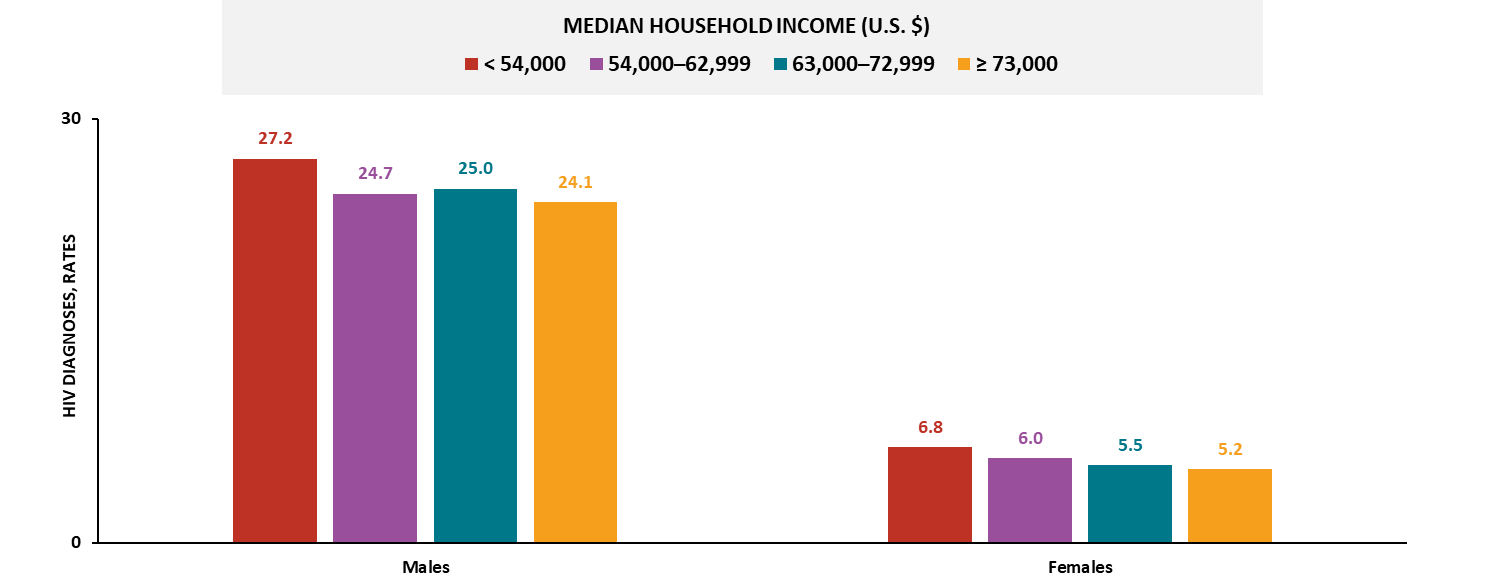 MEDIAN HOUSEHOLD INCOME (U.S. $)
< 54,000 54,000–62,999 63,000–72,999 ≥ 73,000
30
27.2
24.7
25.0
24.1
6.8
6.0
5.5
5.2
HIV DIAGNOSES, RATES
0
Males Females